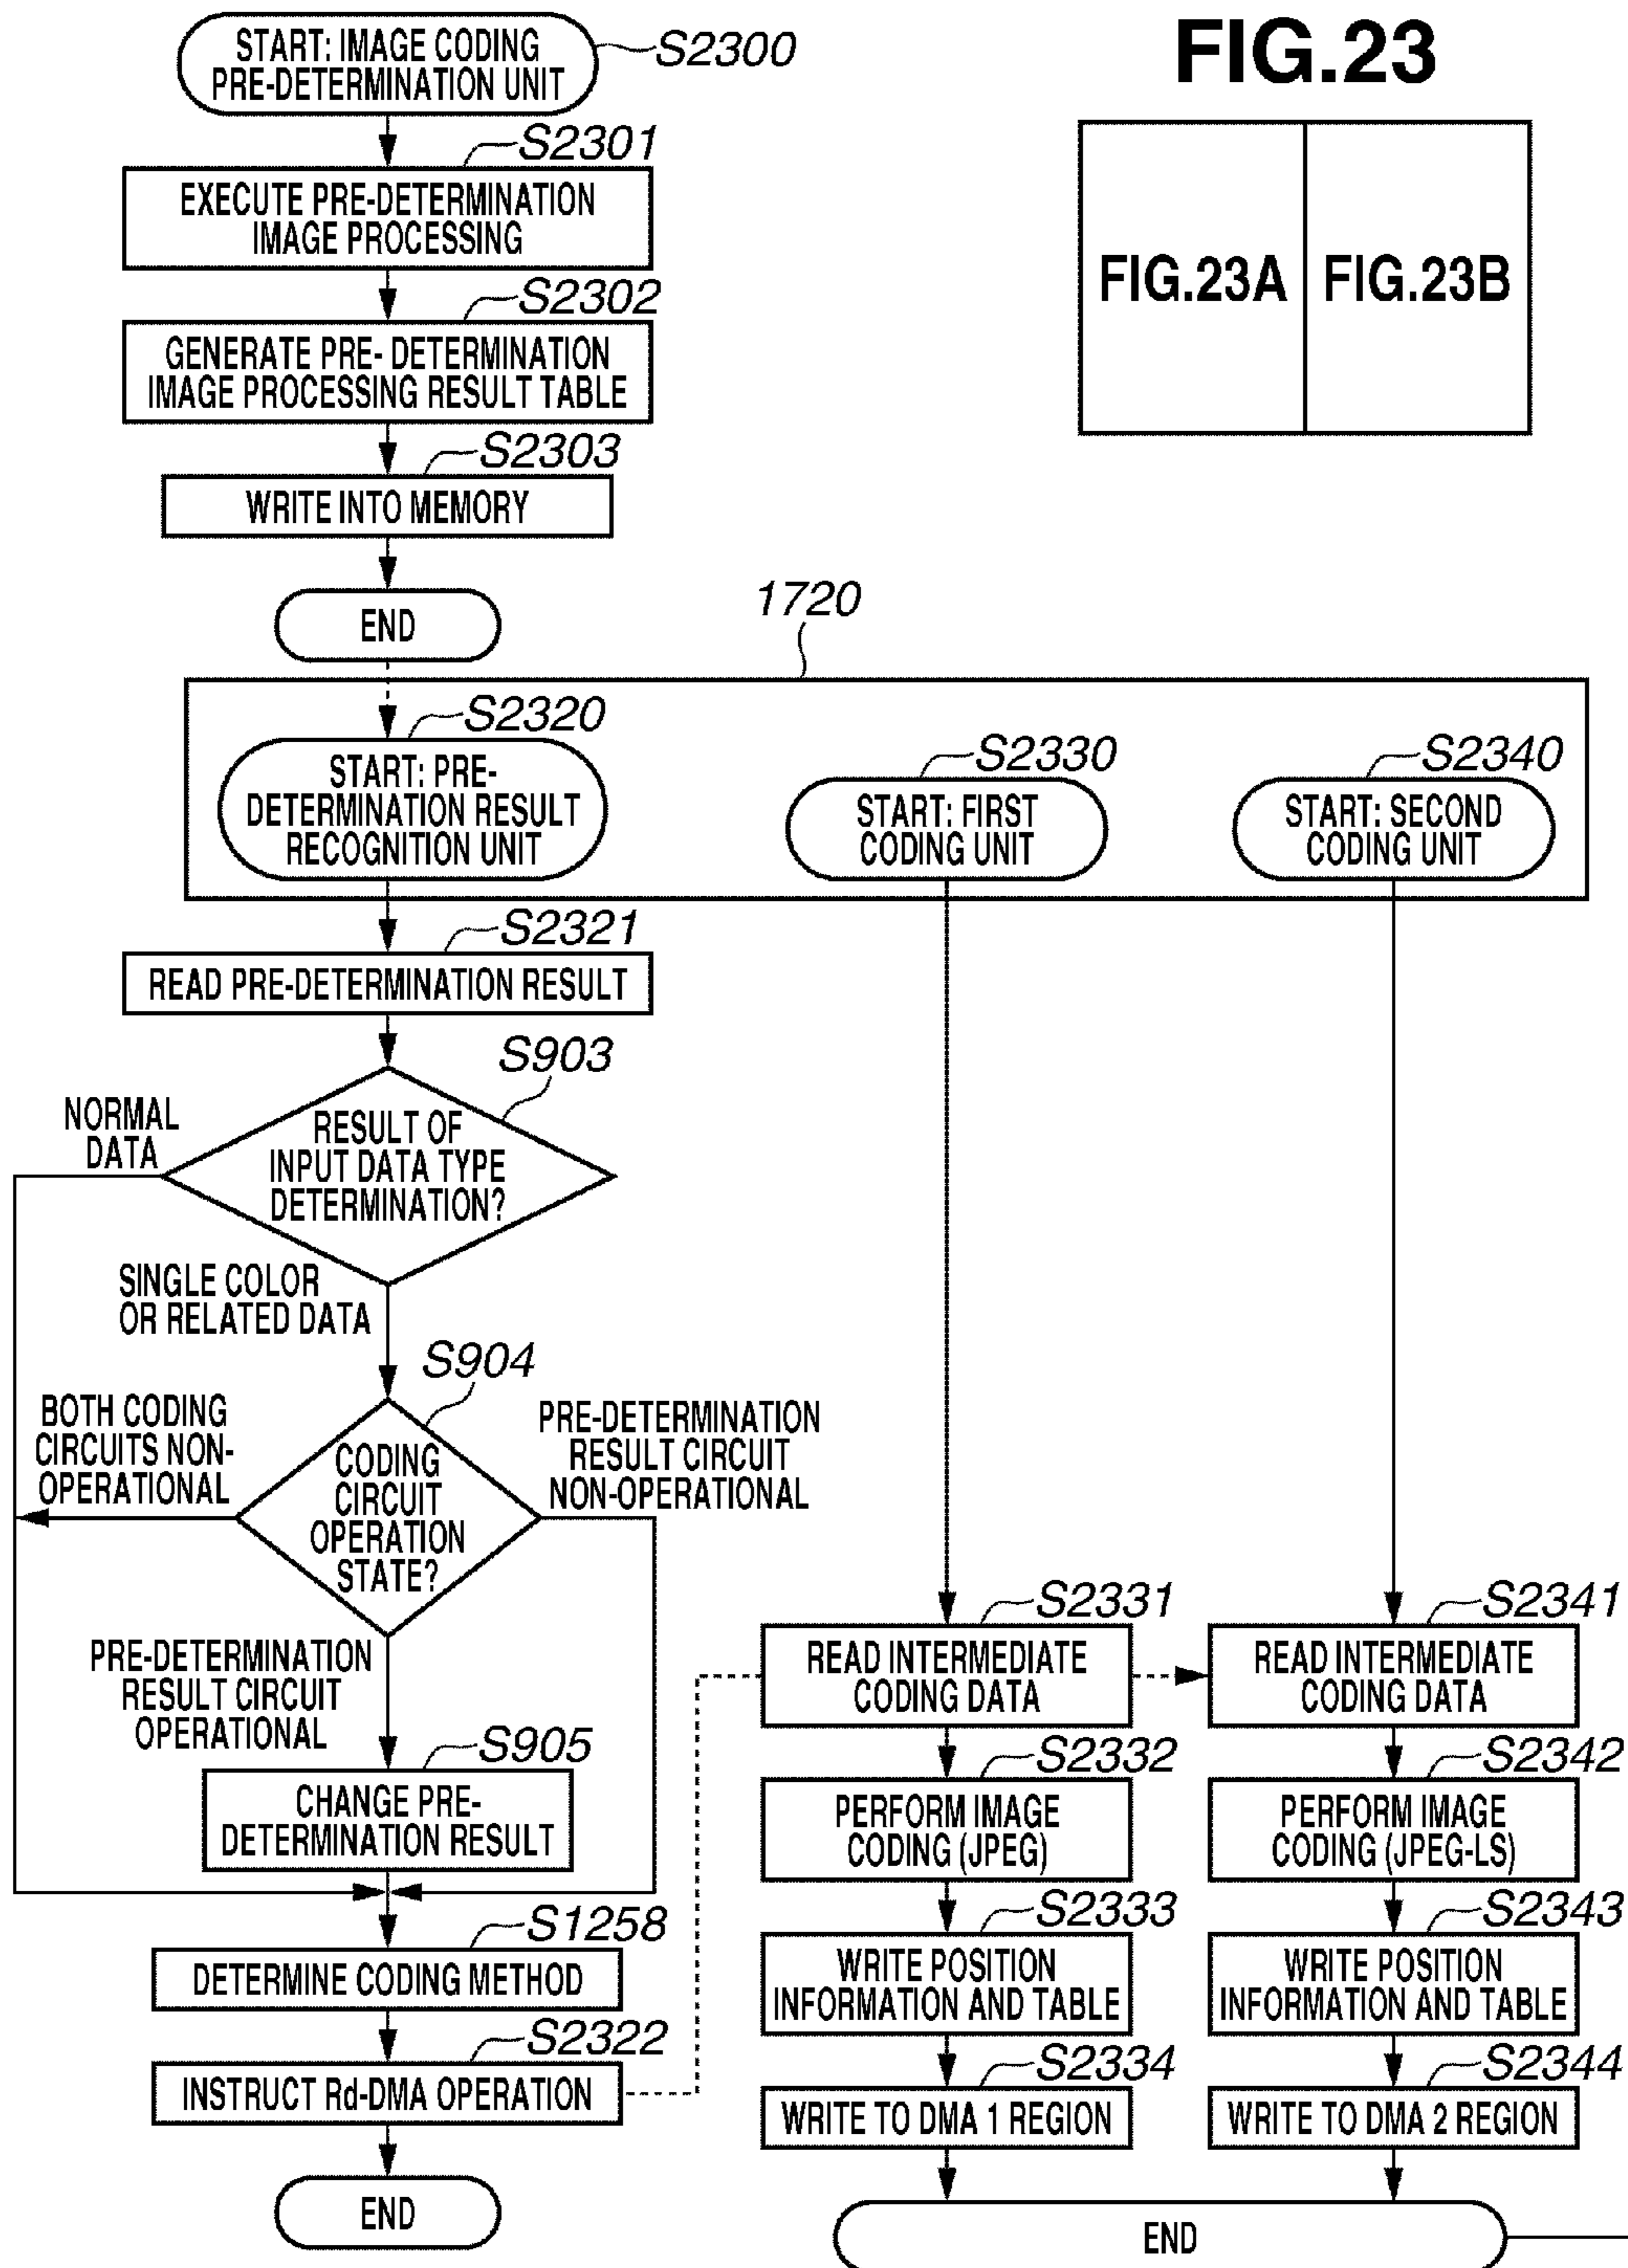 FIG.23
FIG.23A
FIG.23B
START: IMAGE CODING
PRE-DETERMINATION UNIT
S2300
S2301
EXECUTE PRE-DETERMINATION
IMAGE PROCESSING
S2302
GENERATE PRE- DETERMINATION
IMAGE PROCESSING RESULT TABLE
S2303
WRITE INTO MEMORY
END
1720
S2320
START: PRE-
DETERMINATION RESULT
RECOGNITION UNIT
S2330
START: FIRST
CODING UNIT
S2340
START: SECOND
CODING UNIT
S2321
READ PRE-DETERMINATION RESULT
S903
NORMAL
DATA
RESULT OF
INPUT DATA TYPE
DETERMINATION?
SINGLE COLOR
OR RELATED DATA
S904
BOTH CODING
CIRCUITS NON-
OPERATIONAL
CODING
CIRCUIT
OPERATION
STATE?
PRE-DETERMINATION
RESULT CIRCUIT
NON-OPERATIONAL
PRE-DETERMINATION
RESULT CIRCUIT
OPERATIONAL
S905
CHANGE PRE-
DETERMINATION RESULT
S1258
DETERMINE CODING METHOD
S2322
INSTRUCT Rd-DMA OPERATION
END
S2331
READ INTERMEDIATE
CODING DATA
S2332
PERFORM IMAGE
CODING (JPEG)
S2333
WRITE POSITION
INFORMATION AND TABLE
S2334
WRITE TO DMA 1 REGION
S2341
READ INTERMEDIATE
CODING DATA
S2342
PERFORM IMAGE
CODING (JPEG-LS)
S2343
WRITE POSITION
INFORMATION AND TABLE
S2344
WRITE TO DMA 2 REGION
END